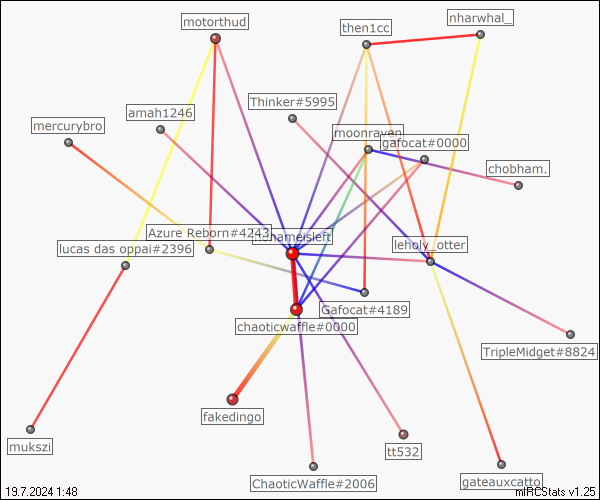 nharwhal_
motorthud
then1cc
Thinker#5995
amah1246
mercurybro
moonraven
gafocat#0000
chobham.
Azure Reborn#4243
hameisleft
lucas das oppai#2396
leholy_otter
Gafocat#4189
chaoticwaffle#0000
TripleMidget#8824
fakedingo
mukszi
tt532
ChaoticWaffle#2006
gateauxcatto
19.7.2024 1:48
mIRCStats v1.25